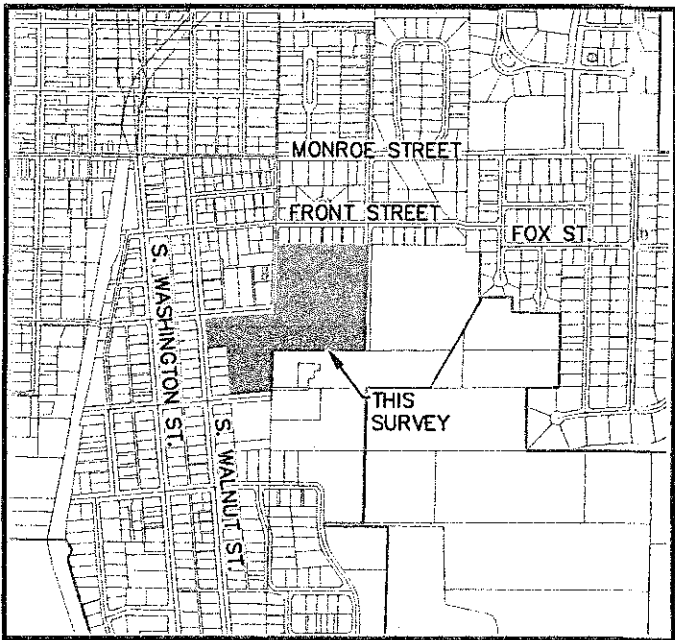 MONROE STREET
FRONT STREET
FOX ST.
S. WASHINGTON ST.
THIS
SURVEY
S. WALNUT ST.